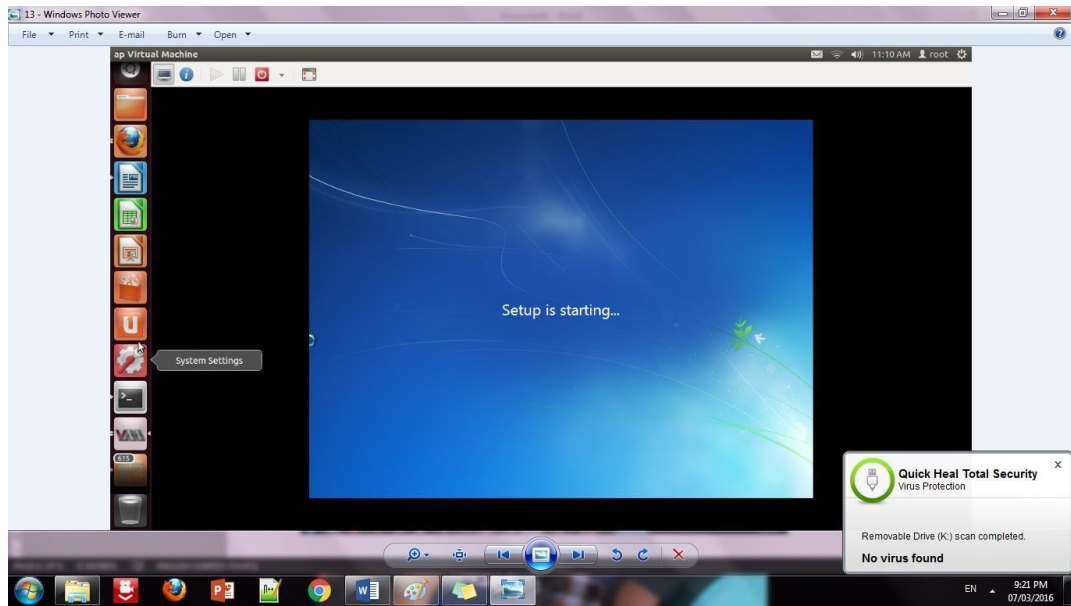 13 - Windows Photo Viewer
File Print E-mail Burn Open
ap Virtual Machine 11:10 AM root
Setup is starting...
System Settings
615
Quick Heal Total Security
Virus Protection
Removable Drive (K:) scan completed.
No virus found
EN 9:21 PM
07/03/2016